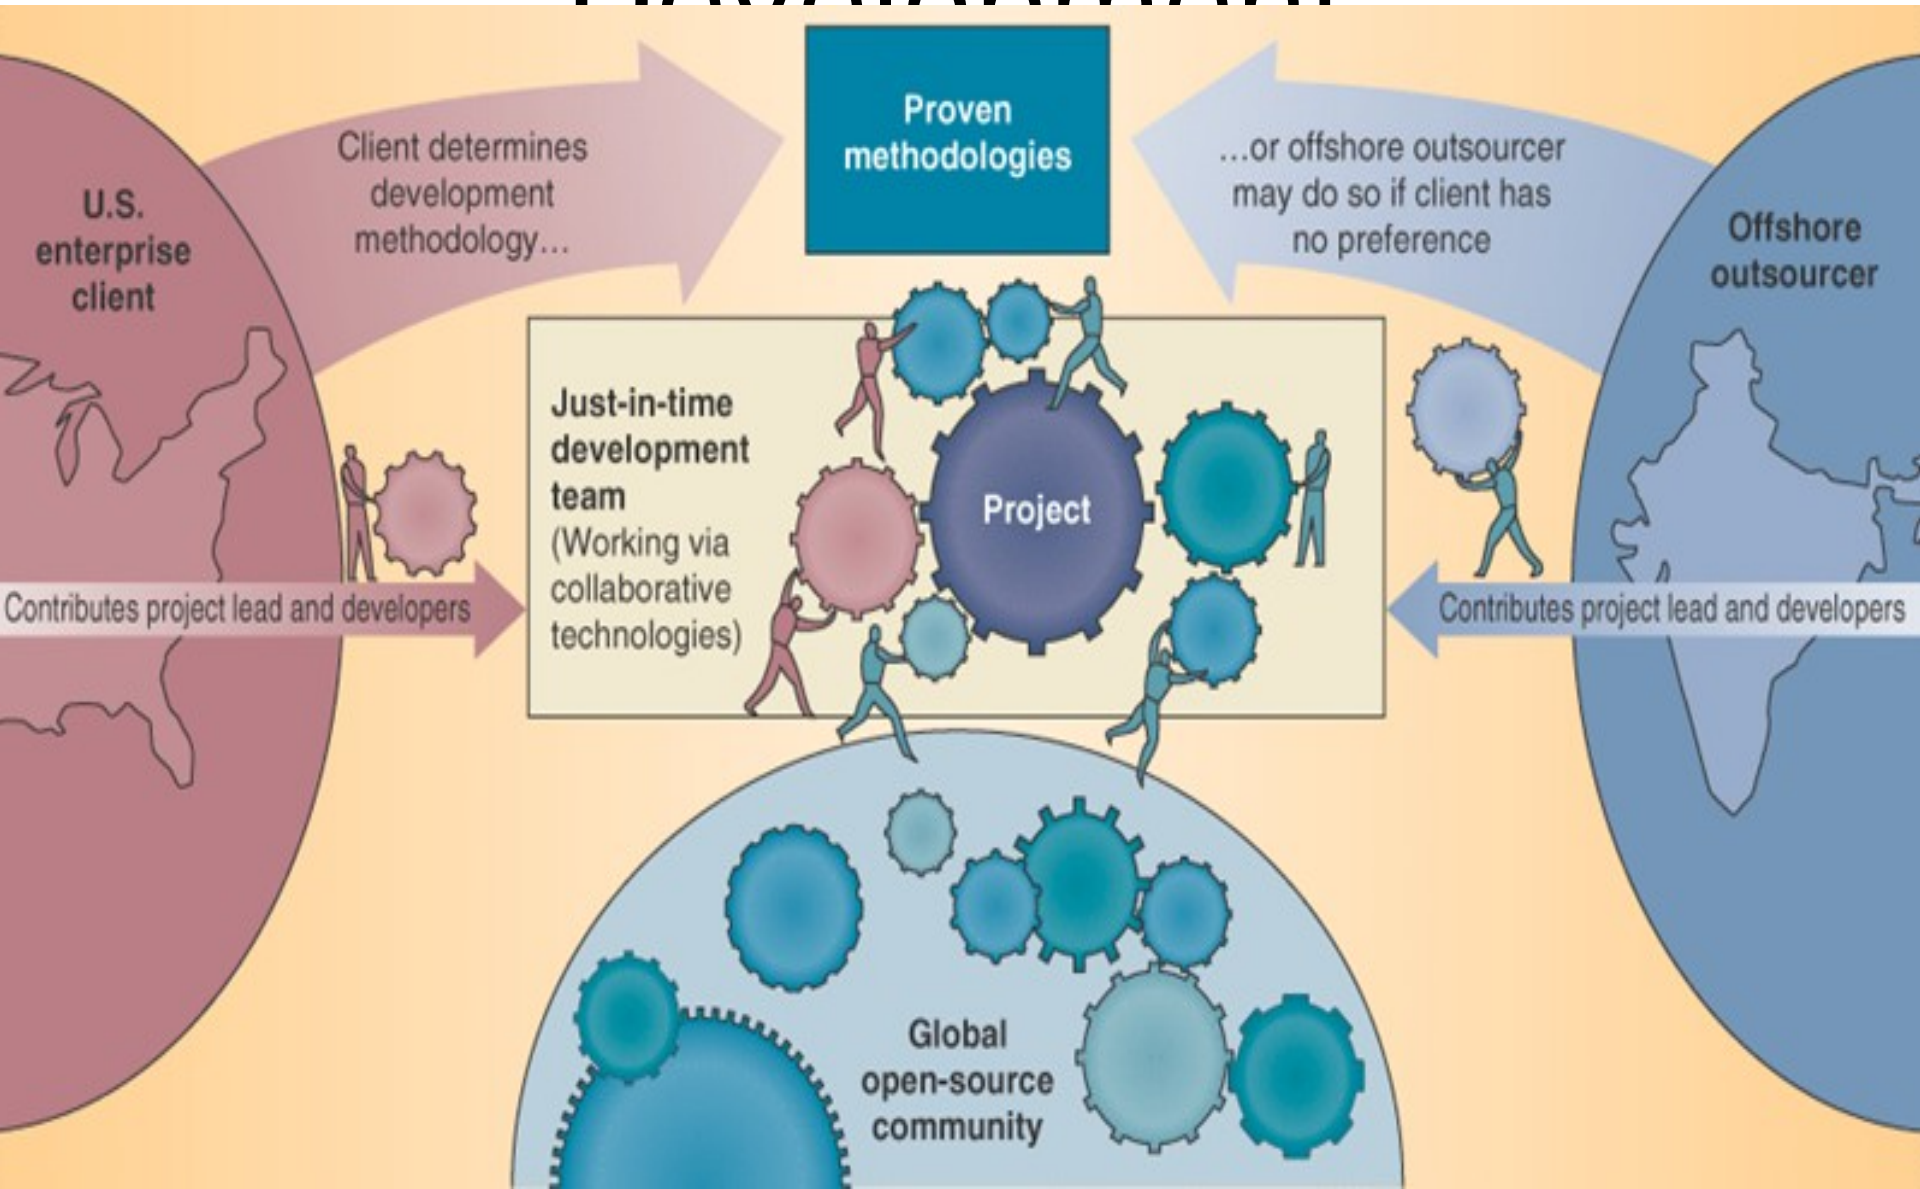 Proven
methodologies
Client determines
development
methodology…
…or offshore outsourcer
may do so if client has
no preference
U.S.
enterprise
client
Offshore
outsourcer
Just-in-time
development
team
(Working via
collaborative
technologies)
Project
Contributes project lead and developers
Contributes project lead and developers
Global
open-source
community